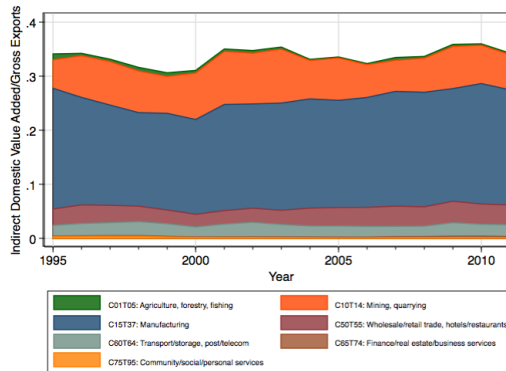 Indirect Domestic Value Added/Gross Exports
.4
.3
.2
.1
0
1995
2000
2005
2010
Year
C01T05: Agriculture, forestry, fishing
C10T14: Mining, quarrying
C15T37: Manufacturing
C50T55: Wholesale/retail trade, hotels/restaurants
C60T64: Transport/storage, post/telecom
C65T74: Finance/real estate/business services
C75T95: Community/social/personal services